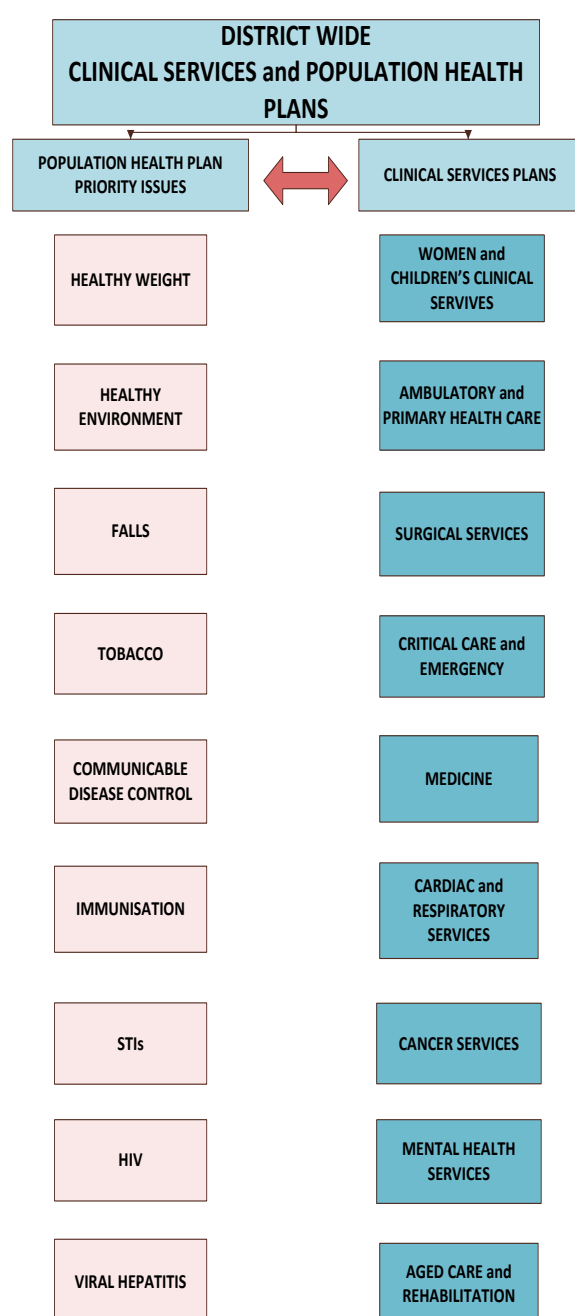 DISTRICT WIDE
CLINICAL SERVICES and POPULATION HEALTH
PLANS
POPULATION HEALTH PLAN
PRIORITY ISSUES
CLINICAL SERVICES PLANS
HEALTHY WEIGHT
WOMEN and
CHILDREN’S CLINICAL
SERVIVES
HEALTHY
ENVIRONMENT
AMBULATORY and
PRIMARY HEALTH CARE
FALLS
SURGICAL SERVICES
TOBACCO
CRITICAL CARE and
EMERGENCY
COMMUNICABLE
DISEASE CONTROL
MEDICINE
IMMUNISATION
CARDIAC and
RESPIRATORY
SERVICES
STIs
CANCER SERVICES
HIV
MENTAL HEALTH
SERVICES
VIRAL HEPATITIS
AGED CARE and
REHABILITATION